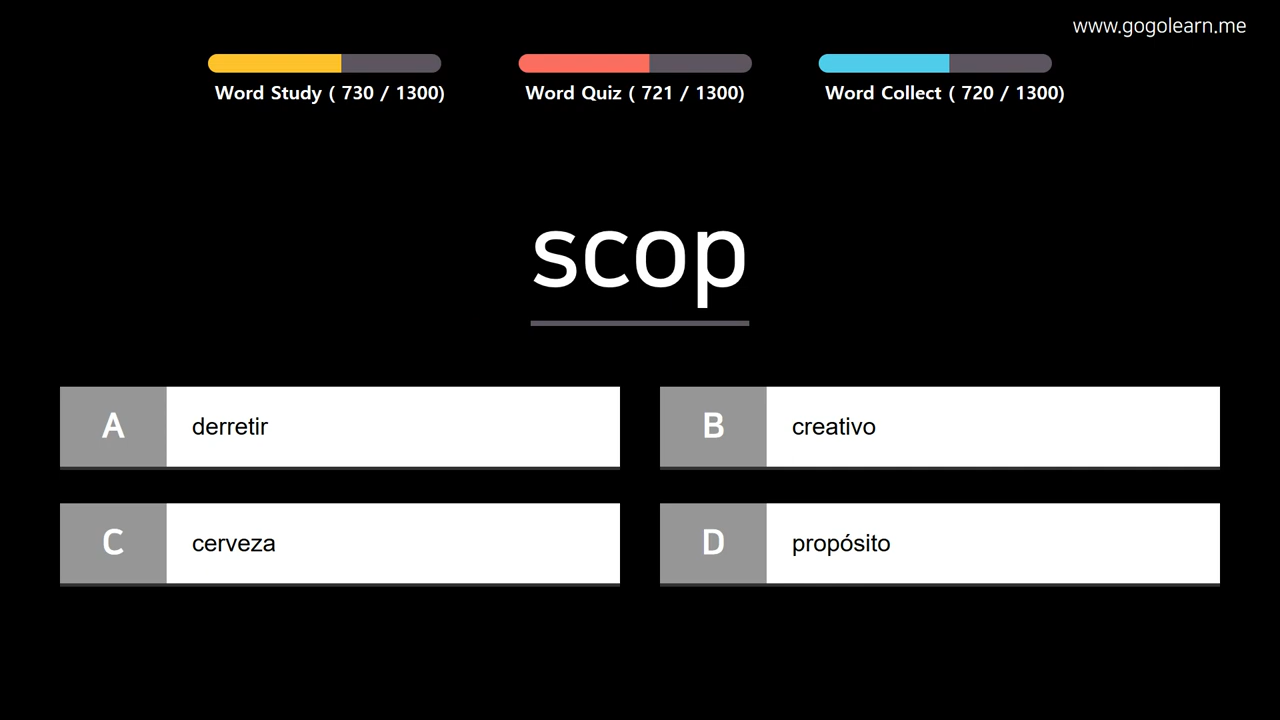 www.gogolearn.me
Word Study ( 730 / 1300)
Word Quiz ( 721 / 1300)
Word Collect ( 720 / 1300)
scop
A derretir
B creativo
C cerveza
D propósito